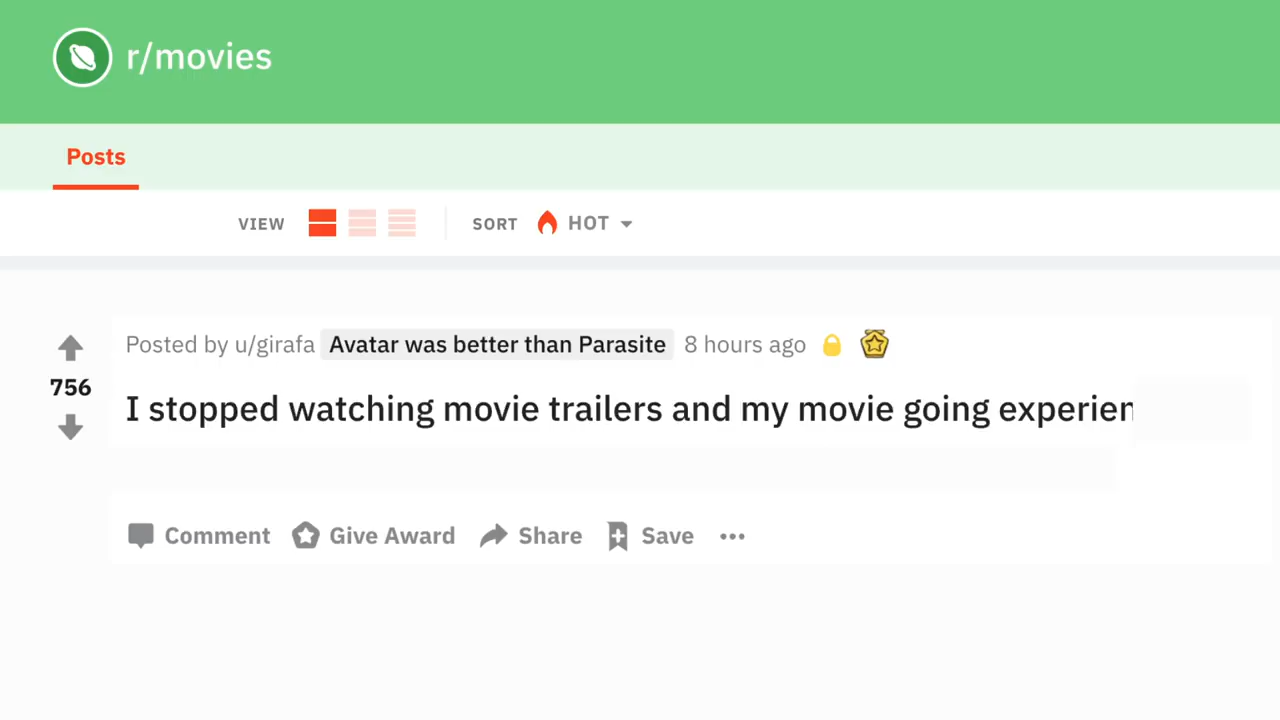 r/movies
Posts
VIEW SORT HOT
756
Posted by u/girafa Avatar was better than Parasite 8 hours ago
I stopped watching movie trailers and my movie going experien
Comment Give Award Share Save